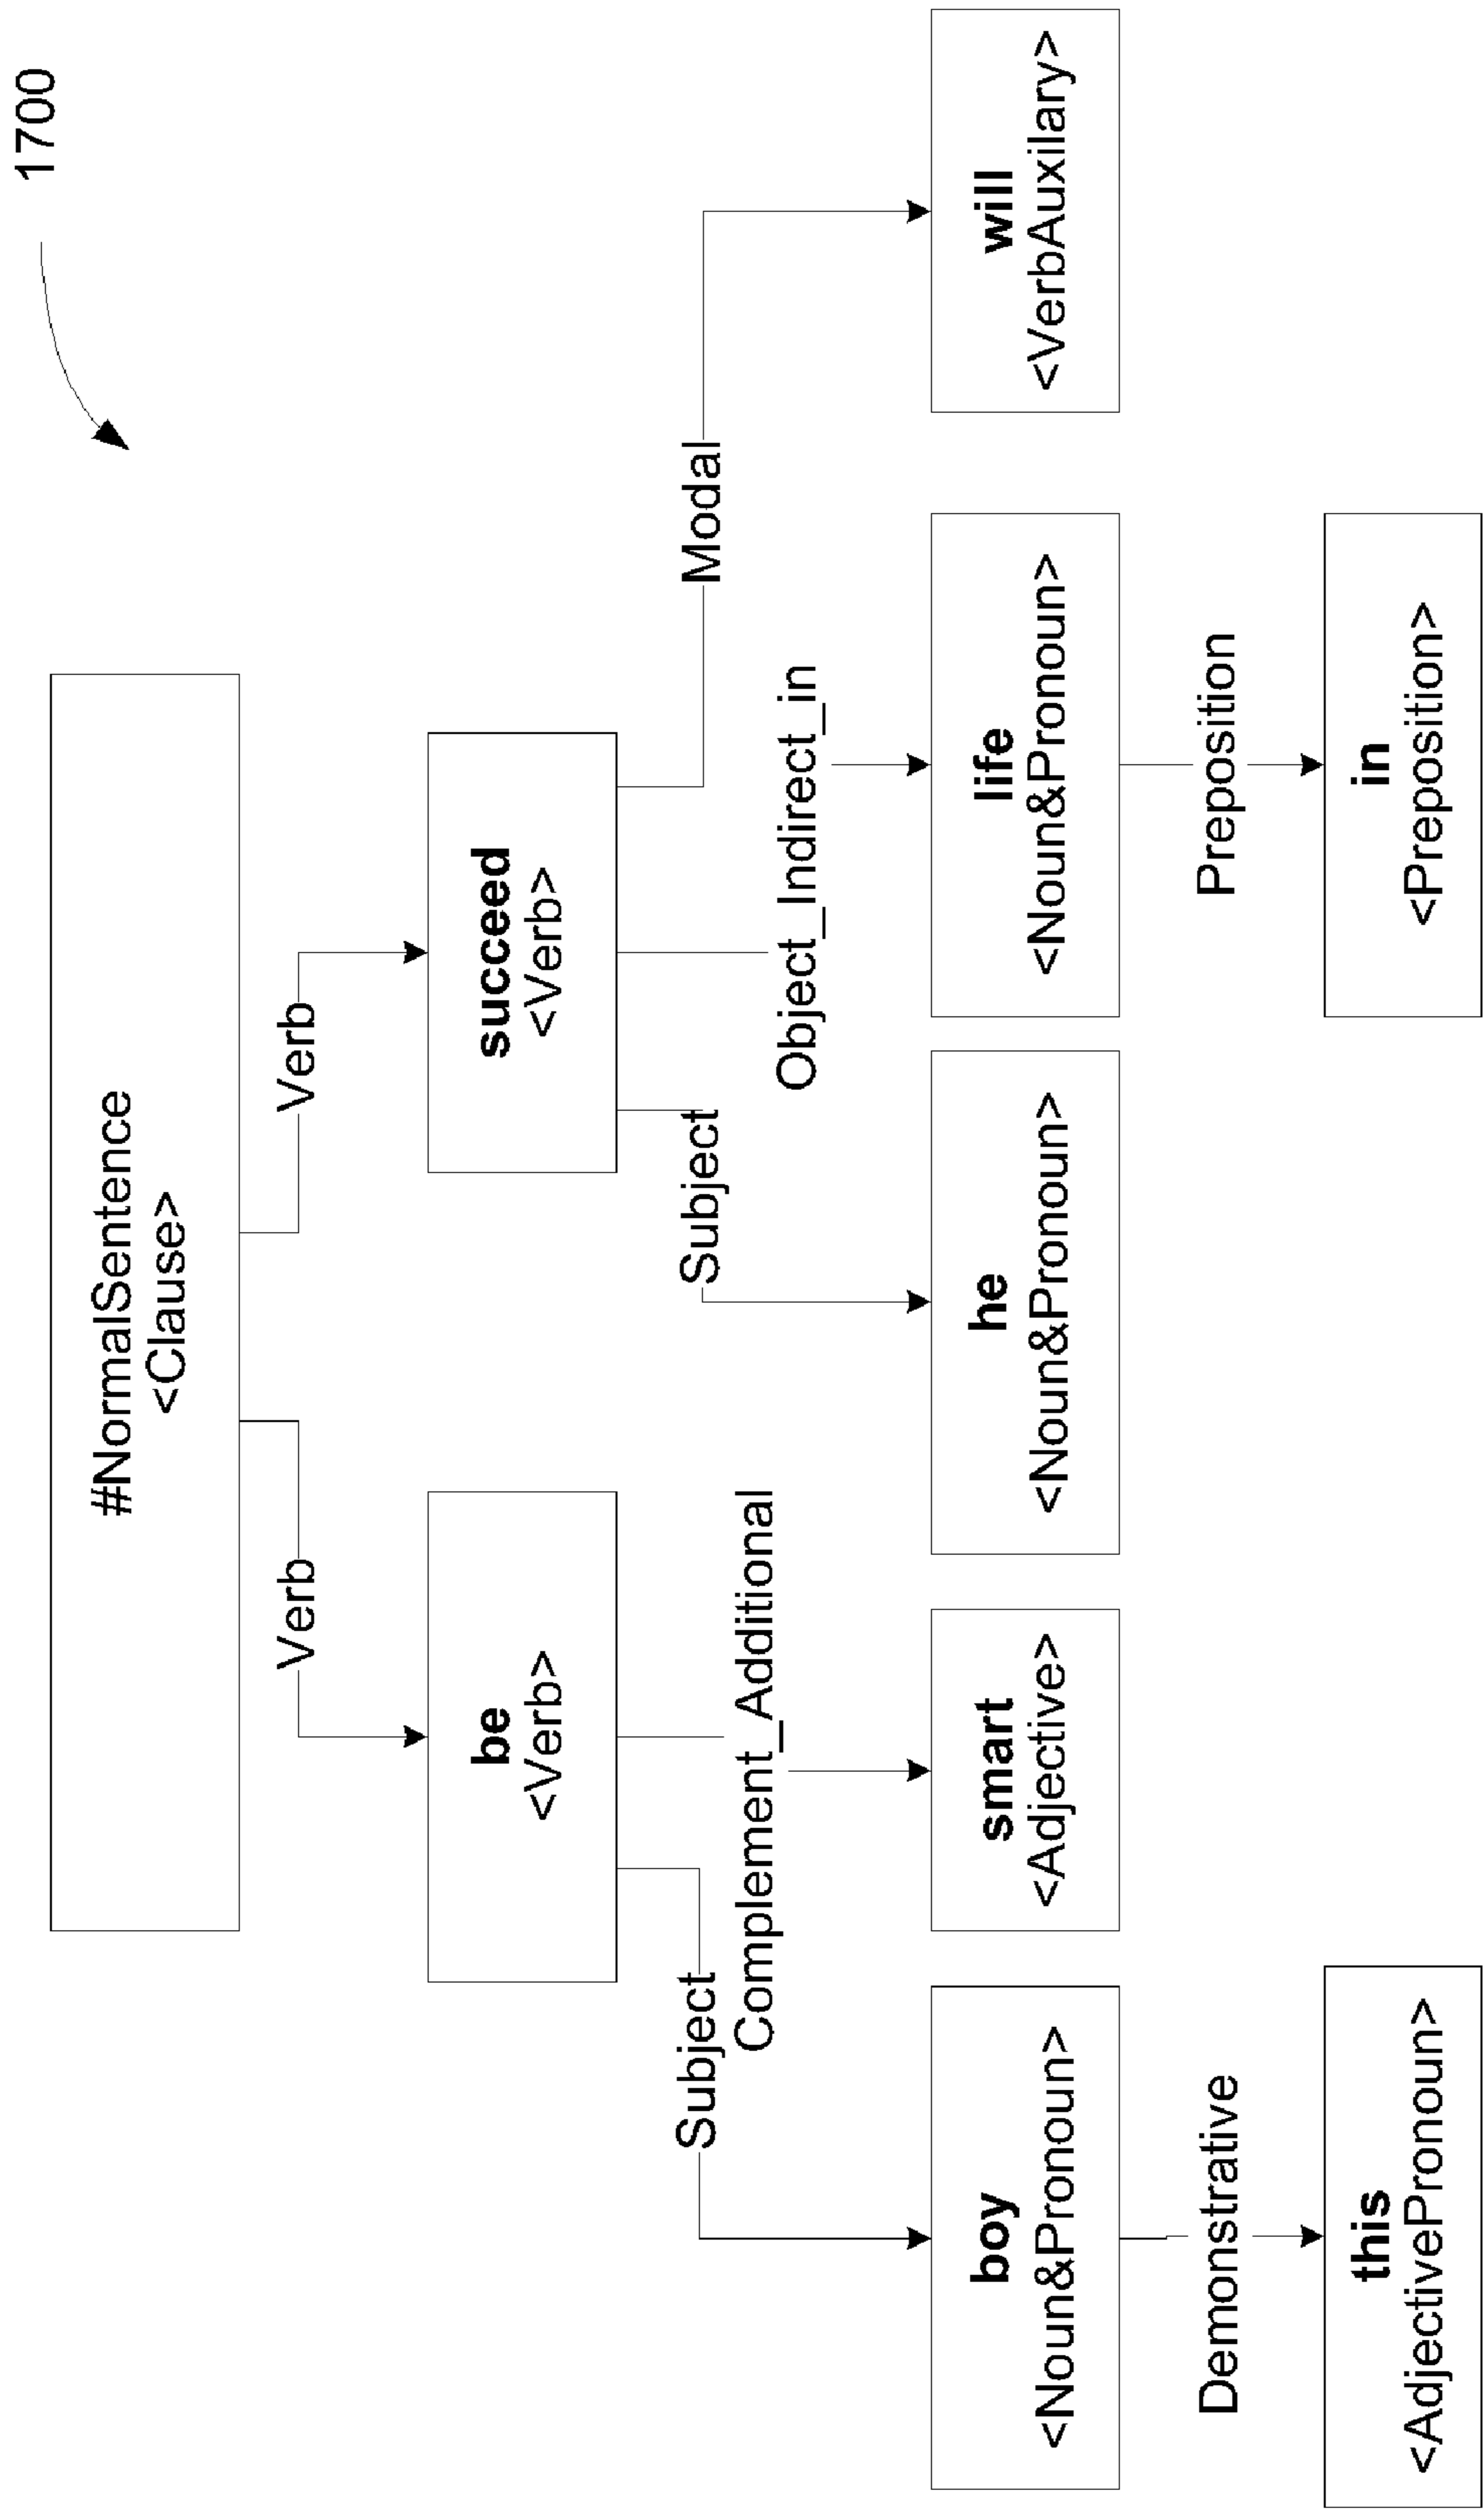 1700
#NormalSentence
<Clause>
Verb
Verb
be
<Verb>
succeed
<Verb>
Subject
Complement_Additional
Subject
Object_Indirect_in
Modal
boy
<Noun&Pronoun>
smart
<Adjective>
he
<Noun&Pronoun>
life
<Noun&Pronoun>
will
<VerbAuxilary>
Demonstrative
Preposition
this
<AdjectivePronoun>
in
<Preposition>